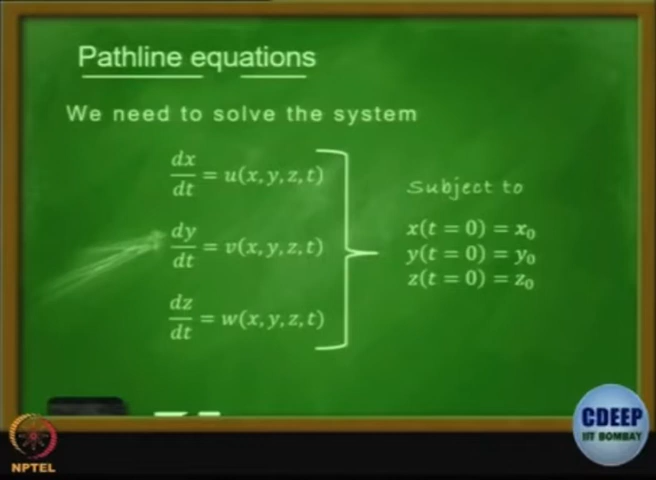 Pathline equations
We need to solve the system
dx/dt = u(x, y, z, t)
dy/dt = v(x, y, z, t)
dz/dt = w(x, y, z, t)
Subject to
x(t = 0) = x₀
y(t = 0) = y₀
z(t = 0) = z₀
NPTEL
CDEEP
IIT BOMBAY